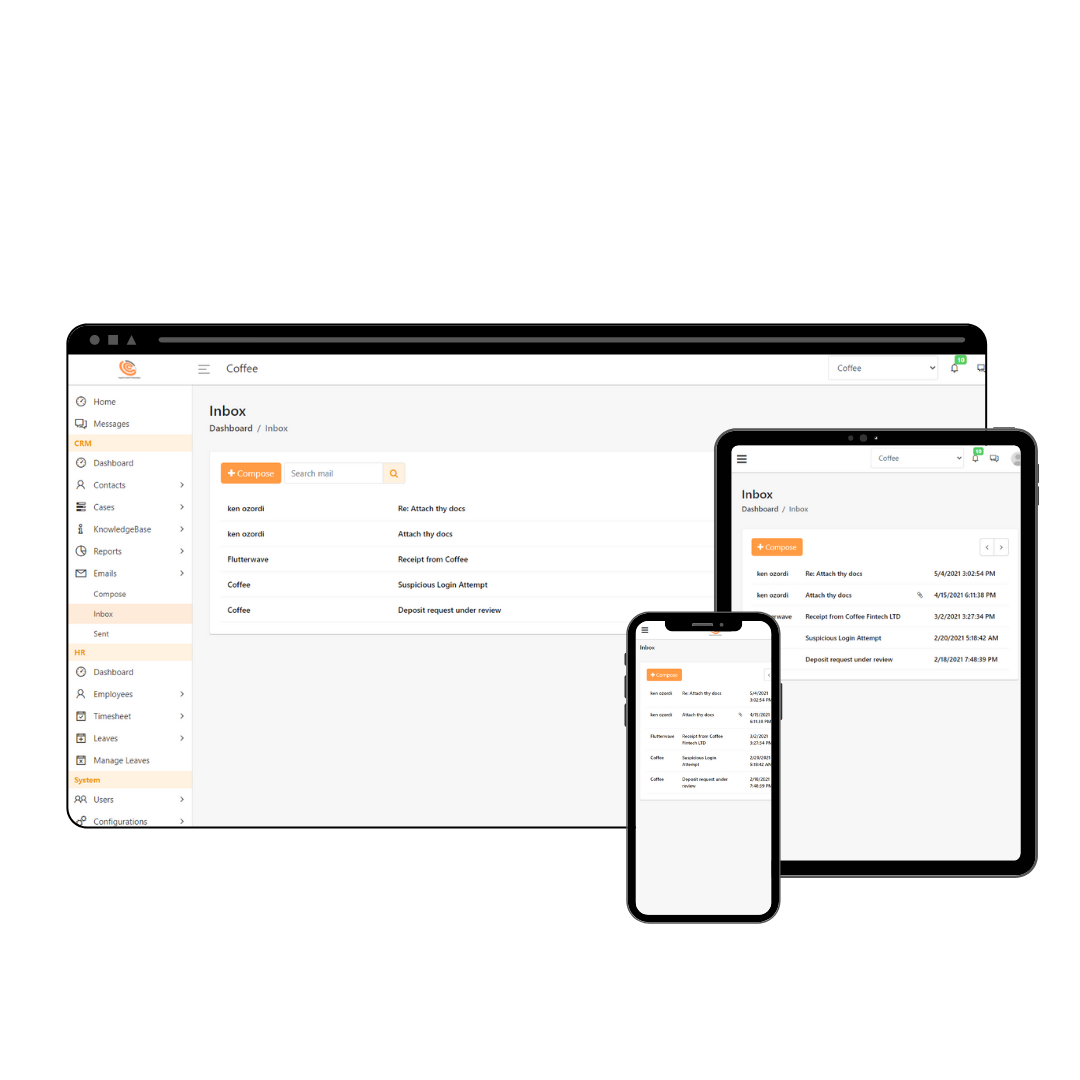 Coffee
Coffee
10
Home
Messages
CRM
Dashboard
Contacts
Cases
KnowledgeBase
Reports
Emails
Compose
Inbox
Sent
HR
Dashboard
Employees
Timesheet
Leaves
Manage Leaves
System
Users
Configurations
Inbox
Dashboard / Inbox
+ Compose
Search mail
ken ozordi Re: Attach thy docs
ken ozordi Attach thy docs
Flutterwave Receipt from Coffee
Coffee Suspicious Login Attempt
Coffee Deposit request under review
Coffee
10
Inbox
Dashboard / Inbox
+ Compose
ken ozordi Re: Attach thy docs 5/4/2021 3:02:54 PM
ken ozordi Attach thy docs 4/15/2021 6:11:38 PM
rwave Receipt from Coffee Fintech LTD 3/2/2021 3:27:34 PM
Suspicious Login Attempt 2/20/2021 5:18:42 AM
Deposit request under review 2/18/2021 7:48:39 PM
Inbox
+ Compose
ken ozordi Re: Attach thy docs 5/4/2021
3:02:54 PM
ken ozordi Attach thy docs 4/15/2021
6:11:38 PM
Flutterwave Receipt from Coffee 3/2/2021
Fintech LTD 3:27:34 PM
Coffee Suspicious Login 2/20/2021
Attempt 5:18:42 AM
Coffee Deposit request under 2/18/2021
review 7:48:39 PM